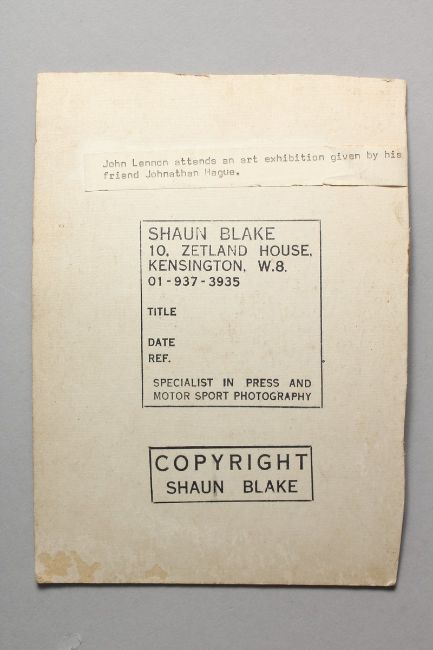 John Lennon attends an art exhibition given by his
friend Johnathan Hague.
SHAUN BLAKE
10, ZETLAND HOUSE,
KENSINGTON, W.8.
01-937-3935
TITLE
DATE
REF.
SPECIALIST IN PRESS AND
MOTOR SPORT PHOTOGRAPHY
COPYRIGHT
SHAUN BLAKE